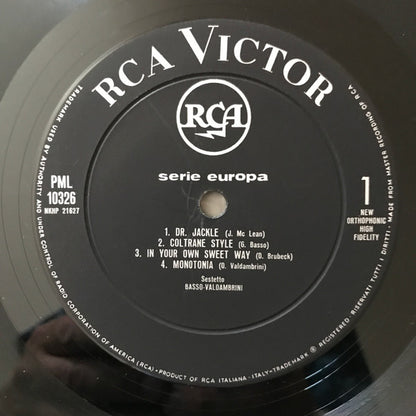 RCA VICTOR
RCA
serie europa
PML
10326
NKHP 21627
1
NEW
ORTHOPHONIC
HIGH
FIDELITY
1. DR. JACKLE (J. Mc Lean)
2. COLTRANE STYLE (G. Basso)
3. IN YOUR OWN SWEET WAY (D. Brubeck)
4. MONOTONIA (O. Valdambrini)
Sestetto
BASSO-VALDAMBRINI
TRADEMARK USED BY AUTHORITY AND UNDER CONTROL OF RADIO CORPORATION OF AMERICA (RCA) • PRODUCT OF RCA ITALIANA - ITALY - TRADEMARK ® REGISTERED. RISERVATI TUTTI I DIRITTI - MADE FROM MASTER RECORDING OF RCA